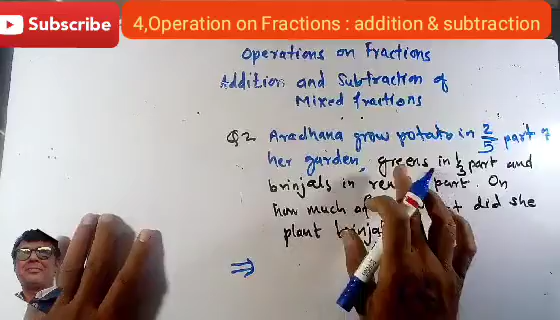 Subscribe
4,Operation on Fractions : addition & subtraction
Operations on Fractions
Addition and Subtraction of
Mixed fractions
Q2 Aradhana grow potato in 2/5 part of
her garden, greens in 1/3 part and
brinjals in part. On
how much of did she
plant
⇒